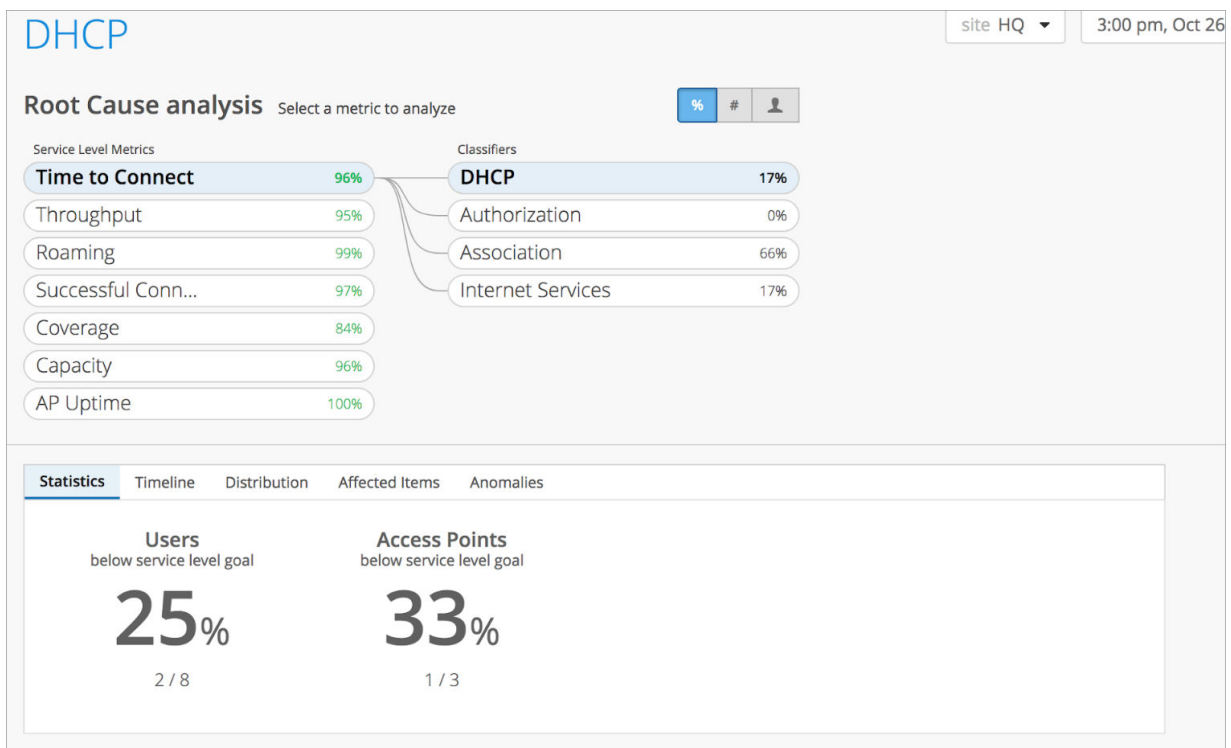 DHCP
site HQ
3:00 pm, Oct 26
Root Cause analysis Select a metric to analyze
% #
Service Level Metrics
Classifiers
Time to Connect 96%
DHCP 17%
Throughput 95%
Authorization 0%
Roaming 99%
Association 66%
Successful Conn... 97%
Internet Services 17%
Coverage 84%
Capacity 96%
AP Uptime 100%
Statistics Timeline Distribution Affected Items Anomalies
Users
below service level goal
25%
2 / 8
Access Points
below service level goal
33%
1 / 3